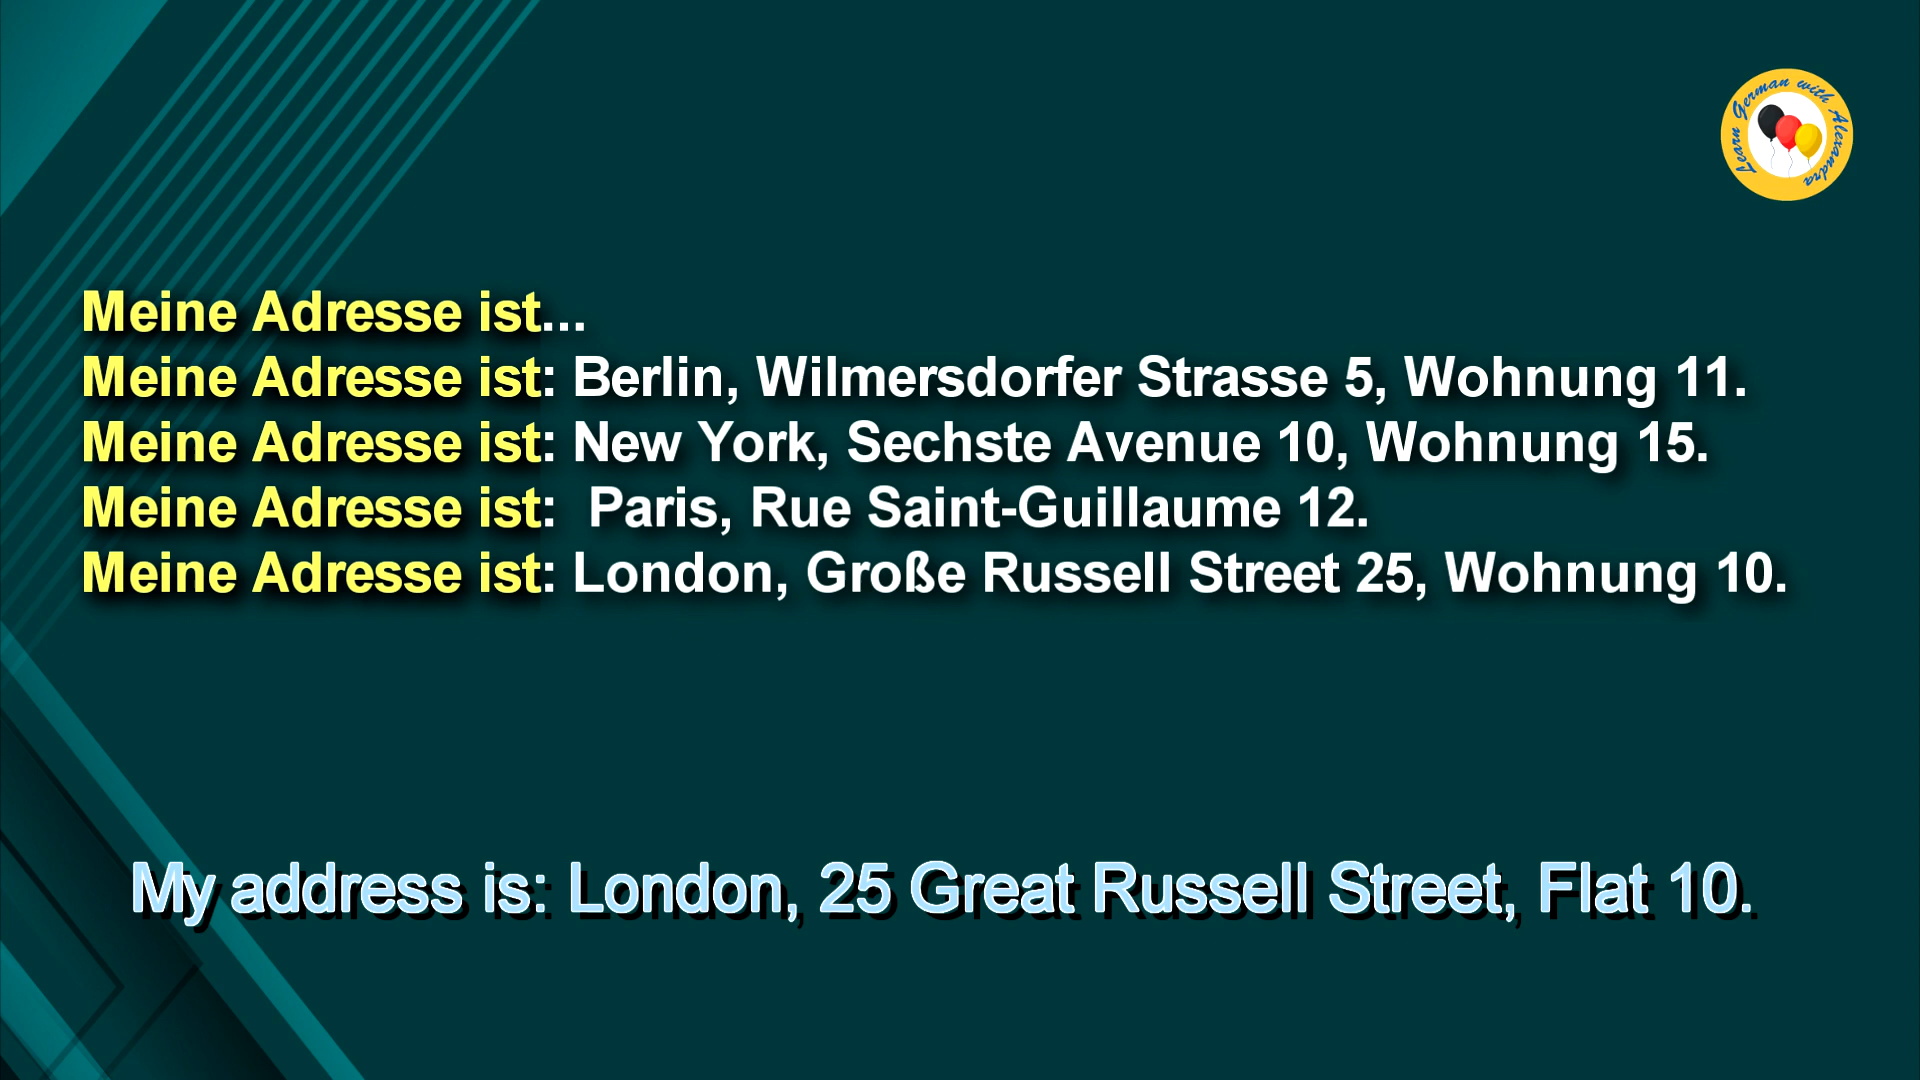 Learn German with Alexandra
Meine Adresse ist...
Meine Adresse ist: Berlin, Wilmersdorfer Strasse 5, Wohnung 11.
Meine Adresse ist: New York, Sechste Avenue 10, Wohnung 15.
Meine Adresse ist:  Paris, Rue Saint-Guillaume 12.
Meine Adresse ist: London, Große Russell Street 25, Wohnung 10.
My address is: London, 25 Great Russell Street, Flat 10.